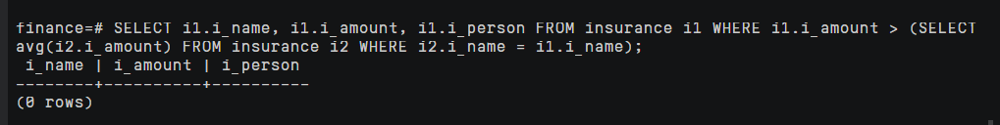 finance=# SELECT i1.i_name, i1.i_amount, i1.i_person FROM insurance i1 WHERE i1.i_amount > (SELECT
avg(i2.i_amount) FROM insurance i2 WHERE i2.i_name = i1.i_name);
 i_name | i_amount | i_person
--------+----------+----------
(0 rows)